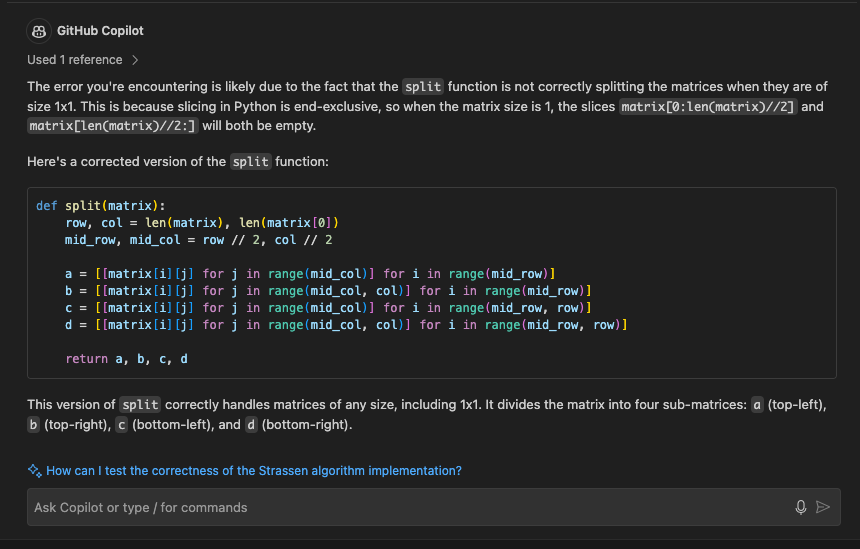 GitHub Copilot
Used 1 reference
The error you're encountering is likely due to the fact that the split function is not correctly splitting the matrices when they are of
size 1x1. This is because slicing in Python is end-exclusive, so when the matrix size is 1, the slices matrix[0:len(matrix)//2] and
matrix[len(matrix)//2:] will both be empty.
Here's a corrected version of the split function:
def split(matrix):
    row, col = len(matrix), len(matrix[0])
    mid_row, mid_col = row // 2, col // 2
    a = [[matrix[i][j] for j in range(mid_col)] for i in range(mid_row)]
    b = [[matrix[i][j] for j in range(mid_col, col)] for i in range(mid_row)]
    c = [[matrix[i][j] for j in range(mid_col)] for i in range(mid_row, row)]
    d = [[matrix[i][j] for j in range(mid_col, col)] for i in range(mid_row, row)]
    return a, b, c, d
This version of split correctly handles matrices of any size, including 1x1. It divides the matrix into four sub-matrices: a (top-left),
b (top-right), c (bottom-left), and d (bottom-right).
How can I test the correctness of the Strassen algorithm implementation?
Ask Copilot or type / for commands